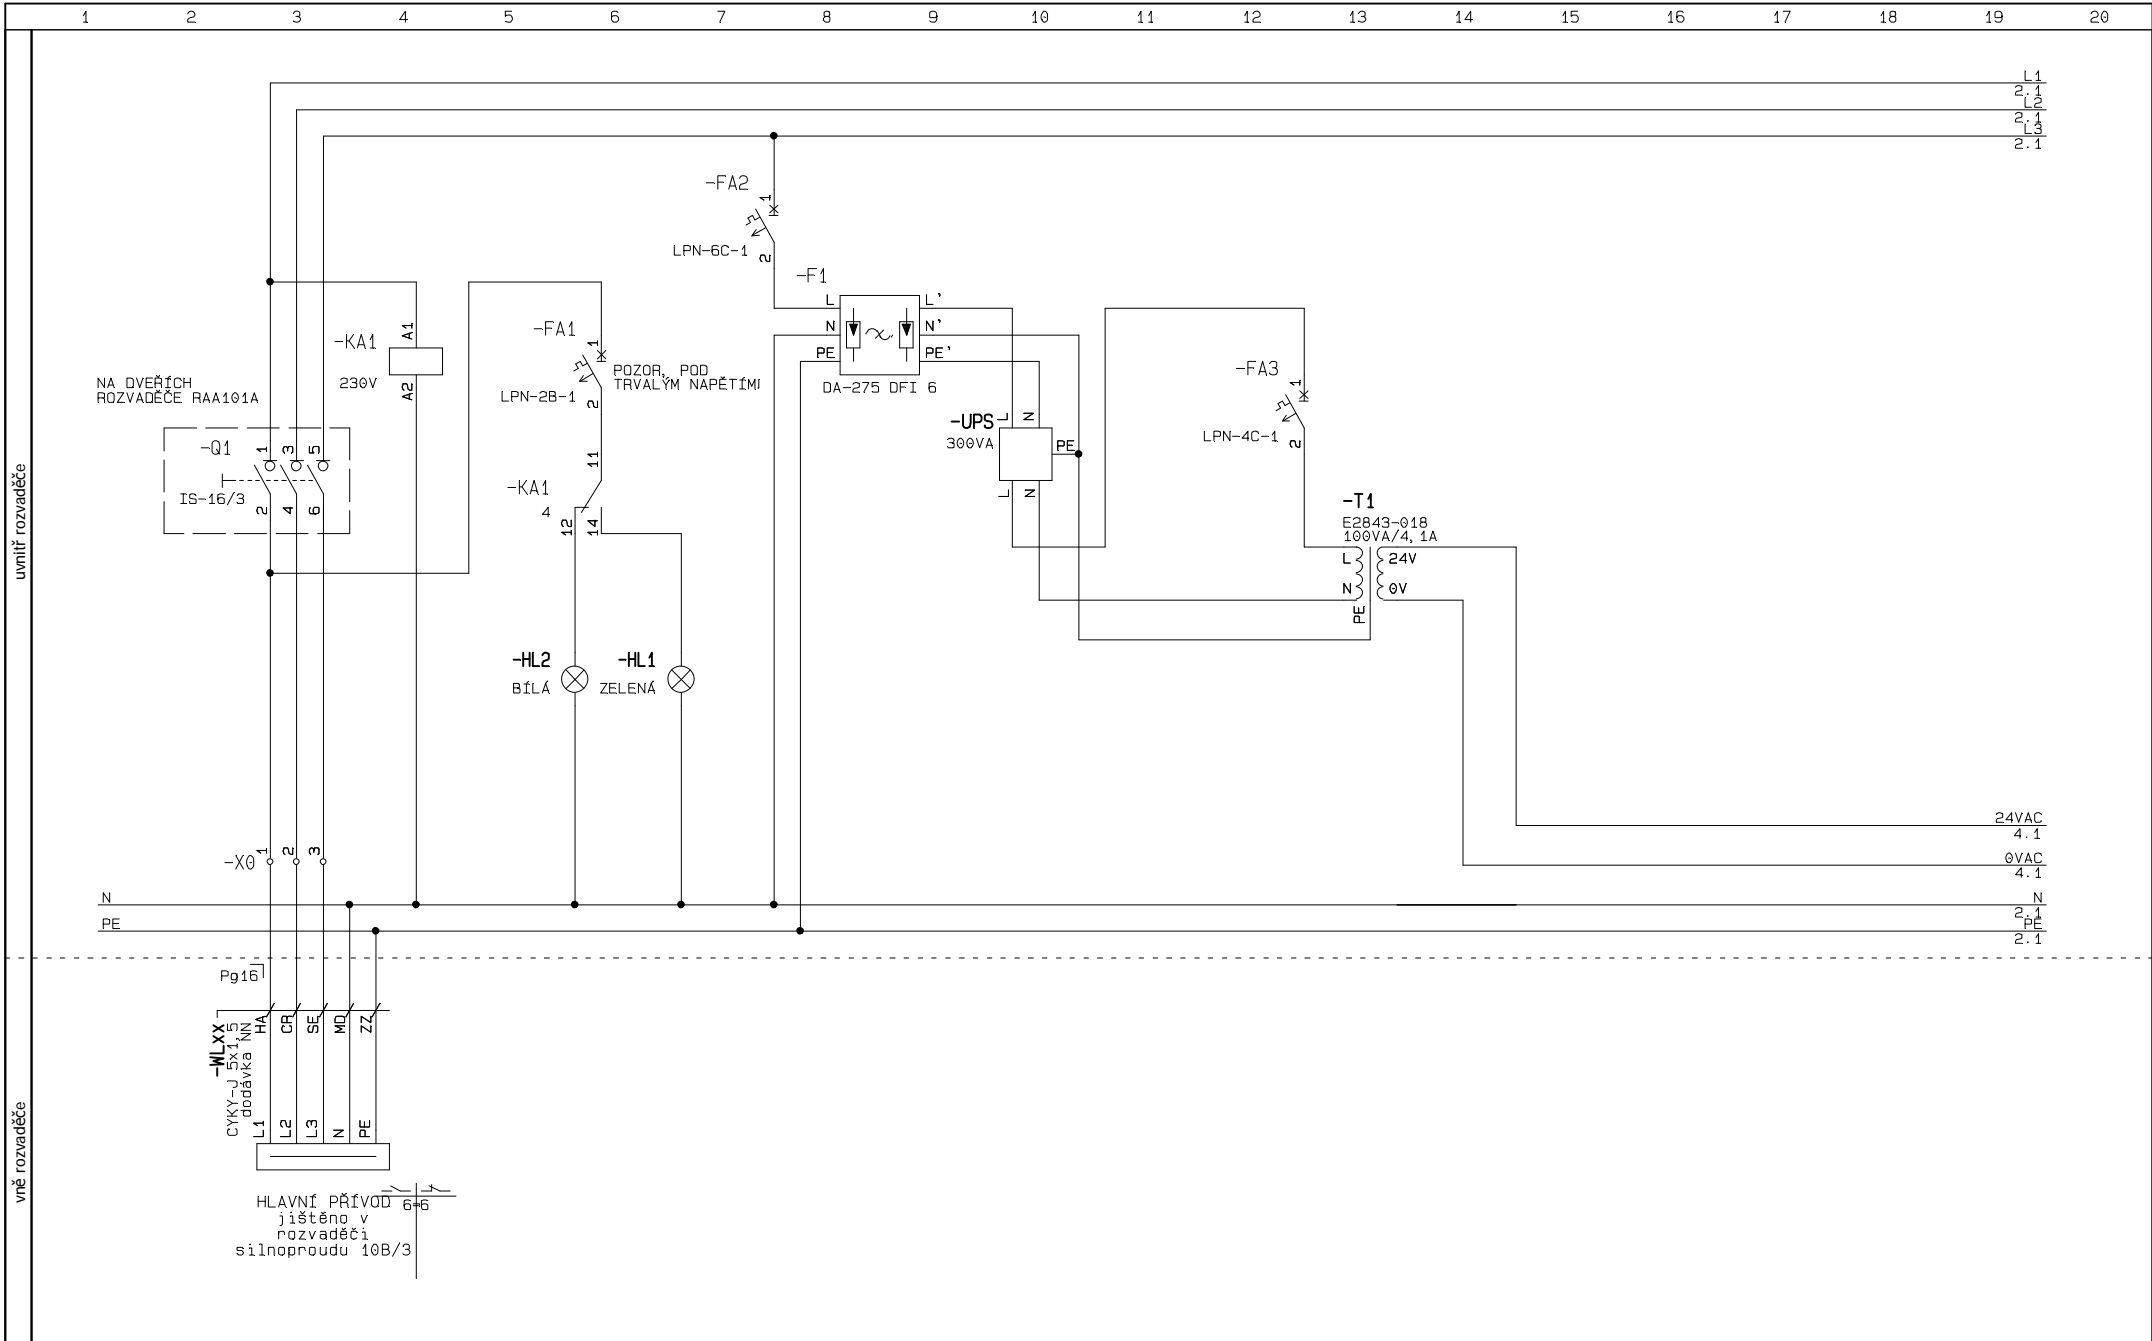 1 2 3 4 5 6 7 8 9 10 11 12 13 14 15 16 17 18 19 20
L1
2.1
L2
2.1
L3
2.1
-FA2
1
LPN-6C-1
2
-F1
L
N
PE
L'
N'
PE'
DA-275 DFI 6
-KA1
A1
230V
A2
-FA1
1
POZOR, POD
TRVALÝM NAPĚTÍM!
LPN-2B-1
2
NA DVEŘÍCH
ROZVADĚČE RAA101A
-Q1
1 3 5
IS-16/3
2 4 6
-KA1
11
4
12 14
-UPS
300VA
L N
PE
L N
-FA3
1
LPN-4C-1
2
-T1
E2843-018
100VA/4,1A
L
N
PE
24V
0V
uvnitř rozvaděče
-HL2
BÍLÁ
-HL1
ZELENÁ
24VAC
4.1
0VAC
4.1
-X0
1 2 3
N
PE
N
2.1
PE
2.1
Pg16
-WLXX
CYKY-J 5x1,5
dodávka NN
HA CR SE MD ZZ
L1 L2 L3 N PE
vně rozvaděče
HLAVNÍ PŘÍVOD
jištěno v
rozvaděči
silnoproudu 10B/3